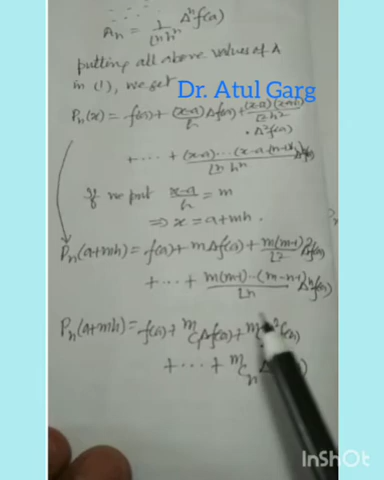 An = 1/⌊n hⁿ Δⁿf(a)
putting all above values of A
in (1), we get
Dr. Atul Garg
Pn(x) = f(a) + (x-a)/h Δf(a) + (x-a)(x-a-h)/⌊2 h²
. Δ²f(a)
+ ... + (x-a)...(x-a-(n-1)h)/⌊n hⁿ Δⁿf(a)
If we put (x-a)/h = m
⇒ x = a+mh.
Pn(a+mh) = f(a) + mΔf(a) + m(m-1)/⌊2 Δ²f(a)
+ ... + m(m-1)...(m-n-1)/⌊n Δⁿf(a)
Pn(a+mh) = f(a) + ᵐC₁Δf(a) + ᵐ ²f(a)
+ ... + ᵐCn Δ
InShOt